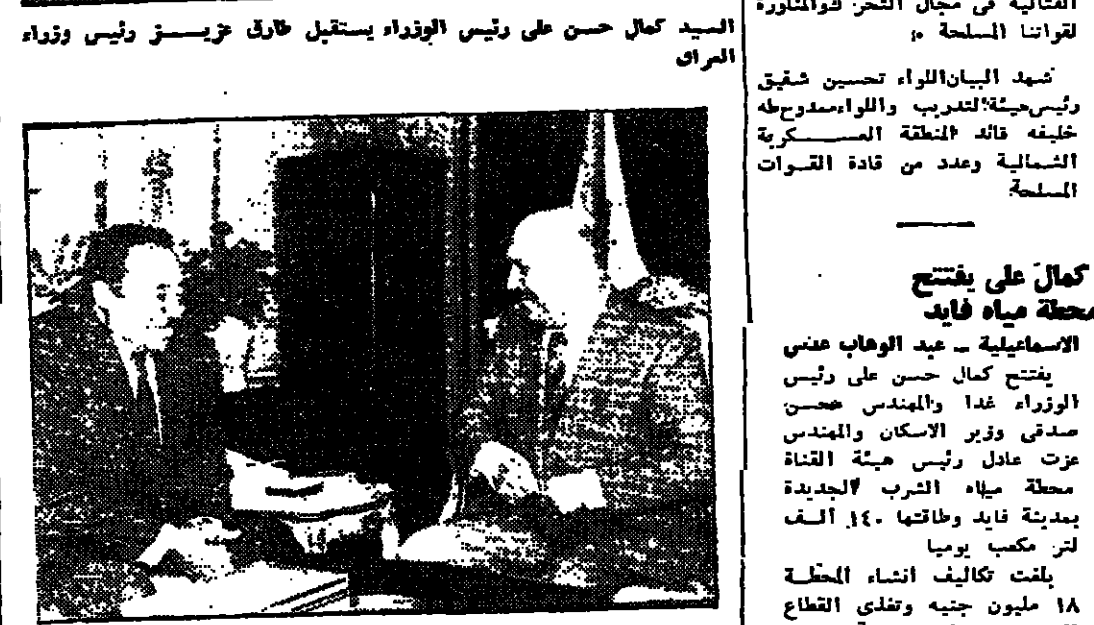 السيد كمال حسن على رئيس الوزراء يستقبل طارق عزيز رئيس وزراء
العراق
القتالية فى مجال
لقواتنا المسلحة
شهد البيان اللواء تحسين شفيق
رئيس هيئة التدريب واللواء ممدوح طه
خليفه قائد المنطقة العسكرية
الشمالية وعدد من قادة القوات
المسلحة
كمال على يفتتح
محطة مياه فايد
الاسماعيلية ــ عبد الوهاب عدس
يفتتح كمال حسن على رئيس
الوزراء غدا والمهندس
صدقى وزير الاسكان والمهندس
عزت عادل رئيس هيئة القناة
محطة مياه الشرب الجديدة
بمدينة فايد وطاقتها ١٤٠ ألف
لتر مكعب يوميا
بلغت تكاليف انشاء المحطة
١٨ مليون جنيه وتغذى القطاع